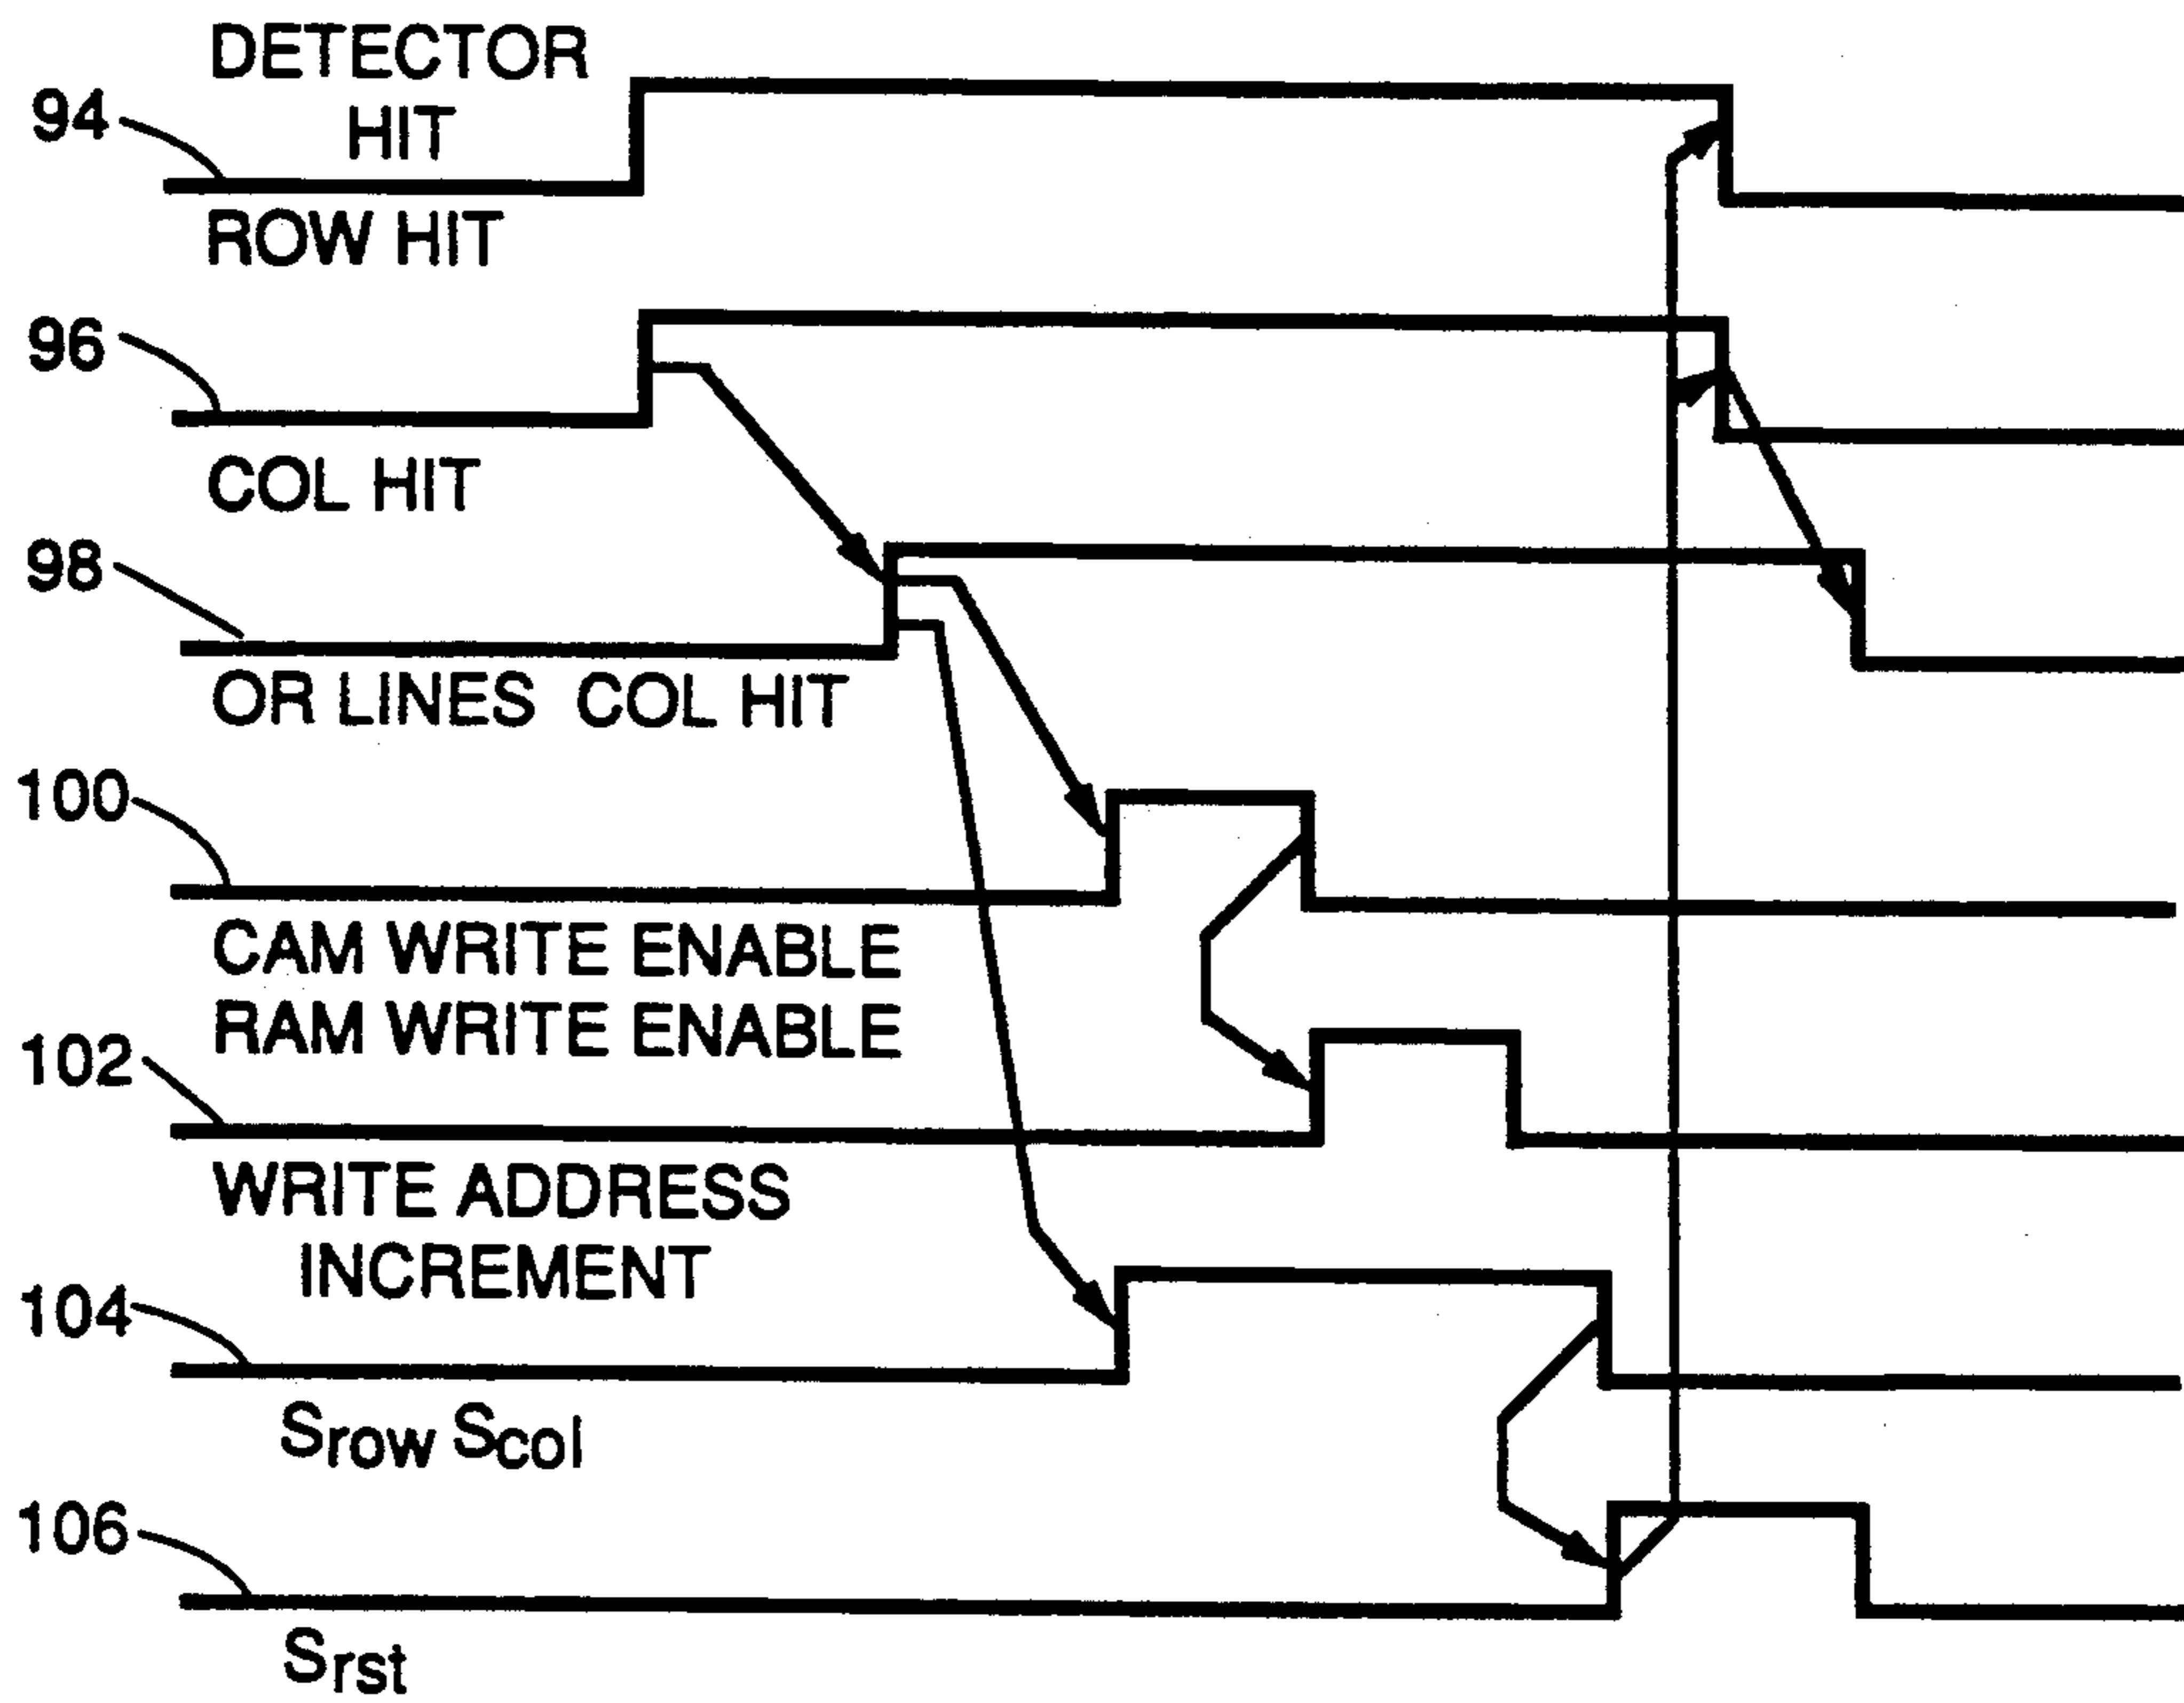 DETECTOR
HIT
94
ROW HIT
96
COL HIT
98
OR LINES COL HIT
100
CAM WRITE ENABLE
RAM WRITE ENABLE
102
WRITE ADDRESS
INCREMENT
104
Srow Scol
106
Srst